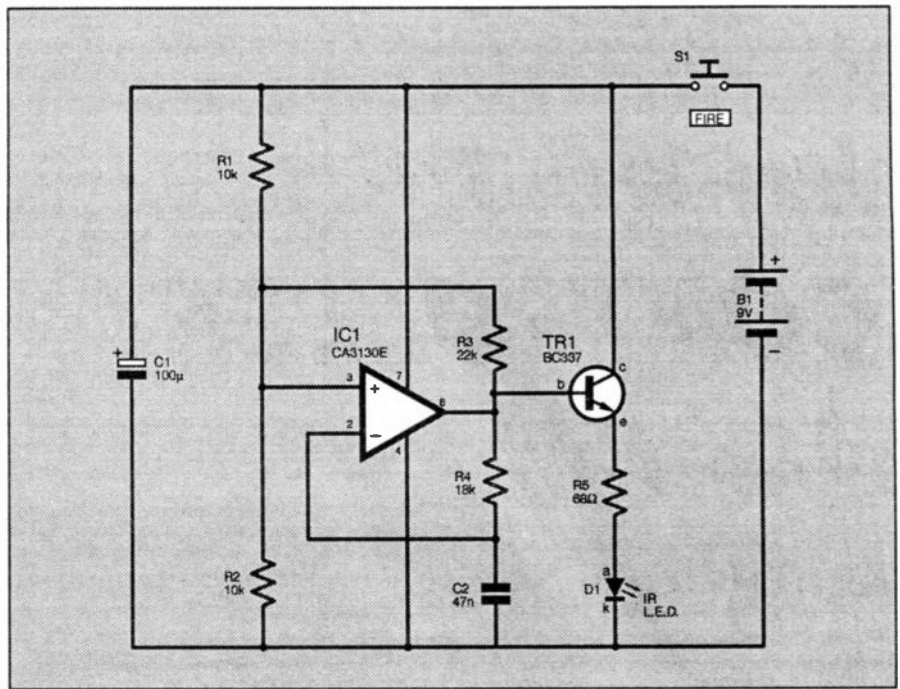 S1
FIRE
R1
10k
IC1
CA3130E
R3
22k
TR1
BC337
+
B1
9V
−
+
C1
100μ
3
+
7
6
2
−
4
b
c
e
R4
18k
R5
68Ω
R2
10k
C2
47n
a
D1
k
IR
L.E.D.